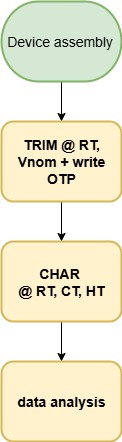 Device assembly
TRIM @ RT,
Vnom + write
OTP
CHAR
@ RT, CT, HT
data analysis